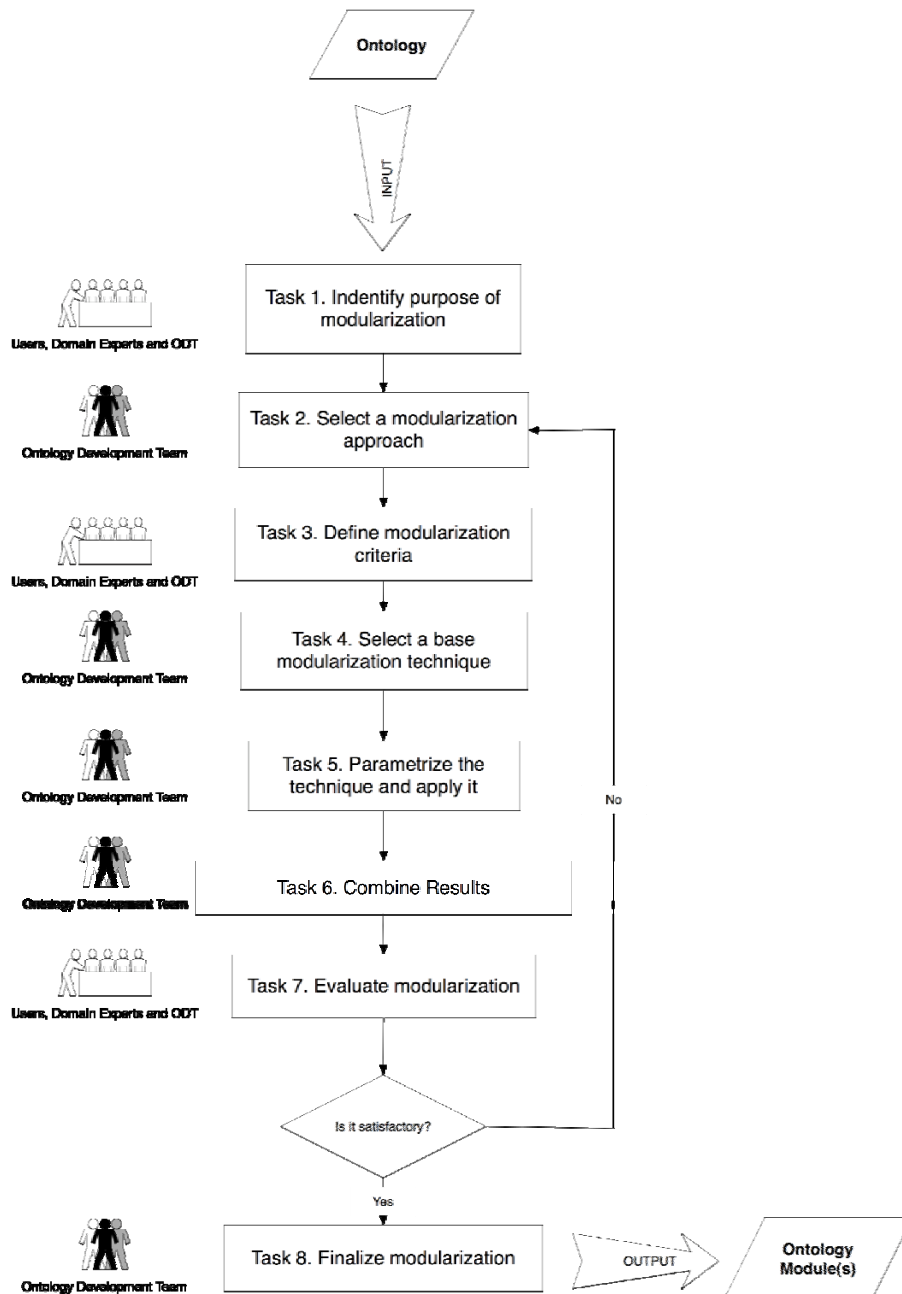 Ontology
INPUT
Task 1. Indentify purpose of
modularization
Users, Domain Experts and ODT
Task 2. Select a modularization
approach
Ontology Development Team
Task 3. Define modularization
criteria
Users, Domain Experts and ODT
Task 4. Select a base
modularization technique
Ontology Development Team
Task 5. Parametrize the
technique and apply it
Ontology Development Team
No
Task 6. Combine Results
Ontology Development Team
Task 7. Evaluate modularization
Users, Domain Experts and ODT
Is it satisfactory?
Yes
Task 8. Finalize modularization
Ontology Development Team
OUTPUT
Ontology
Module(s)